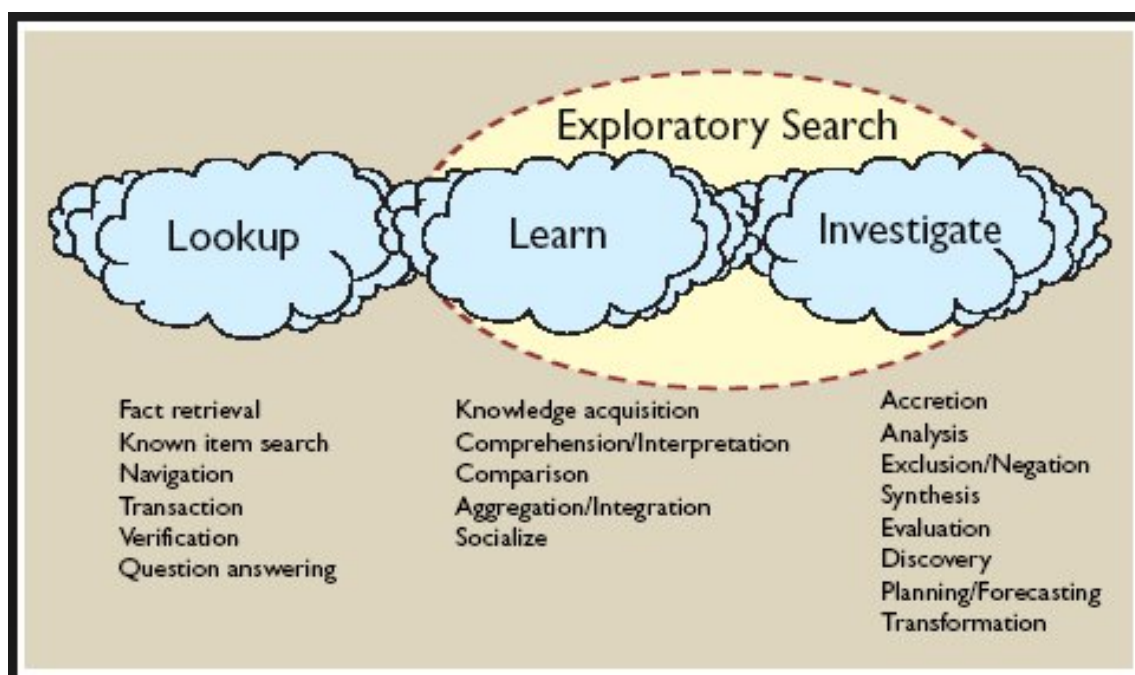 Exploratory Search
Lookup
Learn
Investigate
Fact retrieval
Known item search
Navigation
Transaction
Verification
Question answering
Knowledge acquisition
Comprehension/Interpretation
Comparison
Aggregation/Integration
Socialize
Accretion
Analysis
Exclusion/Negation
Synthesis
Evaluation
Discovery
Planning/Forecasting
Transformation